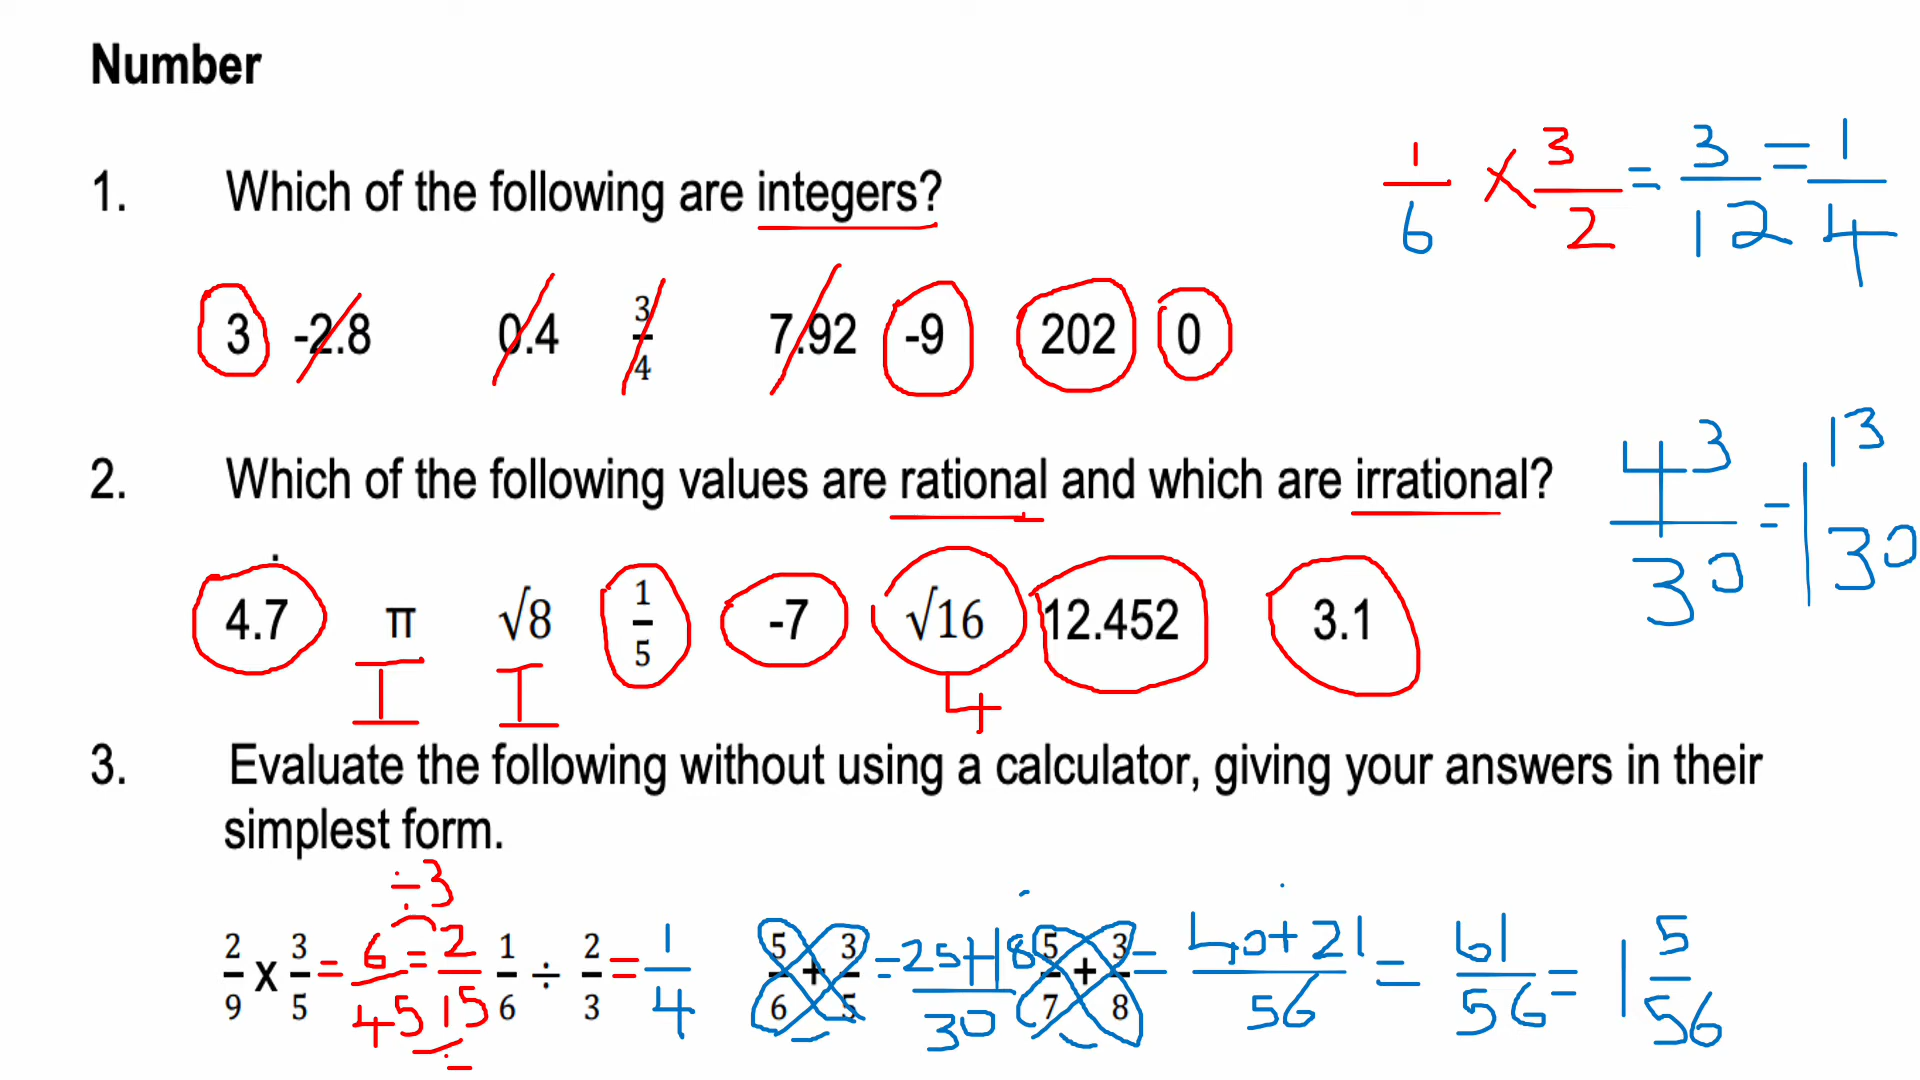 Number
1/6 × 3/2 = 3/12 = 1/4
1. Which of the following are integers?
3 -2.8 0.4 3/4 7.92 -9 202 0
2. Which of the following values are rational and which are irrational?
43/30 = 1 13/30
4.7̇ π √8 1/5 -7 √16 12.452 3.1
I I 4
3. Evaluate the following without using a calculator, giving your answers in their
simplest form.
÷3
2/9 x 3/5 = 6/45 = 2/15 1/6 ÷ 2/3 = 1/4 5/6 + 3/5 = 25+18/30 5/7 + 3/8 = 40+21/56 = 61/56 = 1 5/56